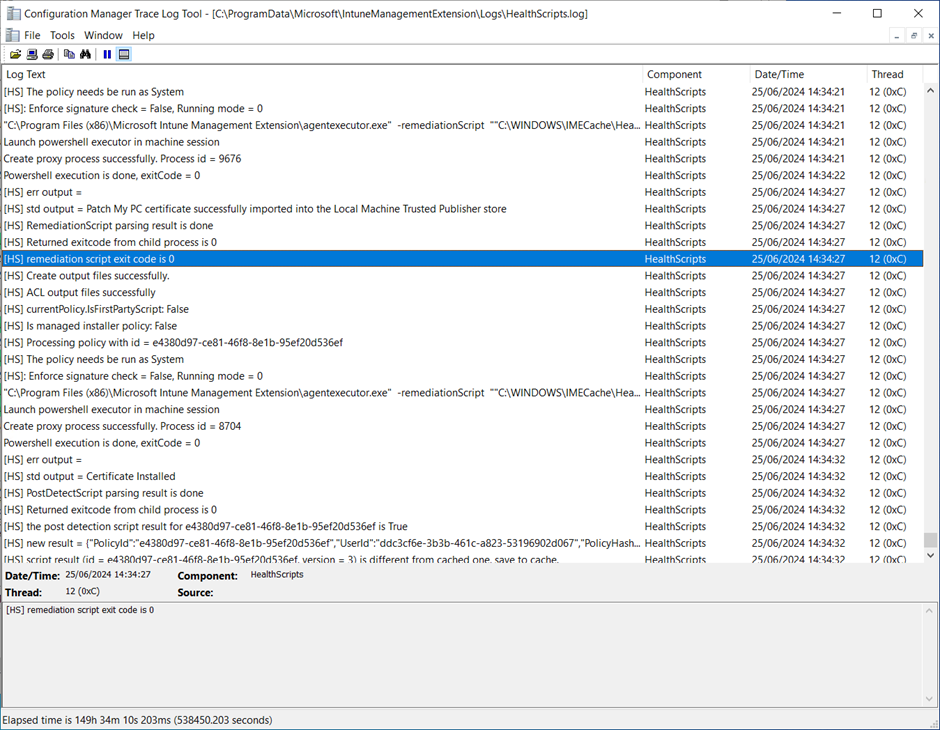 Configuration Manager Trace Log Tool - [C:\ProgramData\Microsoft\IntuneManagementExtension\Logs\HealthScripts.log]
File Tools Window Help
Log Text Component Date/Time Thread
[HS] The policy needs be run as System HealthScripts 25/06/2024 14:34:21 12 (0xC)
[HS]: Enforce signature check = False, Running mode = 0 HealthScripts 25/06/2024 14:34:21 12 (0xC)
"C:\Program Files (x86)\Microsoft Intune Management Extension\agentexecutor.exe" -remediationScript ""C:\WINDOWS\IMECache\Hea... HealthScripts 25/06/2024 14:34:21 12 (0xC)
Launch powershell executor in machine session HealthScripts 25/06/2024 14:34:21 12 (0xC)
Create proxy process successfully. Process id = 9676 HealthScripts 25/06/2024 14:34:21 12 (0xC)
Powershell execution is done, exitCode = 0 HealthScripts 25/06/2024 14:34:22 12 (0xC)
[HS] err output = HealthScripts 25/06/2024 14:34:27 12 (0xC)
[HS] std output = Patch My PC certificate successfully imported into the Local Machine Trusted Publisher store HealthScripts 25/06/2024 14:34:27 12 (0xC)
[HS] RemediationScript parsing result is done HealthScripts 25/06/2024 14:34:27 12 (0xC)
[HS] Returned exitcode from child process is 0 HealthScripts 25/06/2024 14:34:27 12 (0xC)
[HS] remediation script exit code is 0 HealthScripts 25/06/2024 14:34:27 12 (0xC)
[HS] Create output files successfully. HealthScripts 25/06/2024 14:34:27 12 (0xC)
[HS] ACL output files successfully HealthScripts 25/06/2024 14:34:27 12 (0xC)
[HS] currentPolicy.IsFirstPartyScript: False HealthScripts 25/06/2024 14:34:27 12 (0xC)
[HS] Is managed installer policy: False HealthScripts 25/06/2024 14:34:27 12 (0xC)
[HS] Processing policy with id = e4380d97-ce81-46f8-8e1b-95ef20d536ef HealthScripts 25/06/2024 14:34:27 12 (0xC)
[HS] The policy needs be run as System HealthScripts 25/06/2024 14:34:27 12 (0xC)
[HS]: Enforce signature check = False, Running mode = 0 HealthScripts 25/06/2024 14:34:27 12 (0xC)
"C:\Program Files (x86)\Microsoft Intune Management Extension\agentexecutor.exe" -remediationScript ""C:\WINDOWS\IMECache\Hea... HealthScripts 25/06/2024 14:34:27 12 (0xC)
Launch powershell executor in machine session HealthScripts 25/06/2024 14:34:27 12 (0xC)
Create proxy process successfully. Process id = 8704 HealthScripts 25/06/2024 14:34:27 12 (0xC)
Powershell execution is done, exitCode = 0 HealthScripts 25/06/2024 14:34:27 12 (0xC)
[HS] err output = HealthScripts 25/06/2024 14:34:32 12 (0xC)
[HS] std output = Certificate Installed HealthScripts 25/06/2024 14:34:32 12 (0xC)
[HS] PostDetectScript parsing result is done HealthScripts 25/06/2024 14:34:32 12 (0xC)
[HS] Returned exitcode from child process is 0 HealthScripts 25/06/2024 14:34:32 12 (0xC)
[HS] the post detection script result for e4380d97-ce81-46f8-8e1b-95ef20d536ef is True HealthScripts 25/06/2024 14:34:32 12 (0xC)
[HS] new result = {"PolicyId":"e4380d97-ce81-46f8-8e1b-95ef20d536ef","UserId":"ddc3cf6e-3b3b-461c-a823-53196902d067","PolicyHash... HealthScripts 25/06/2024 14:34:32 12 (0xC)
[HS] script result (id = e4380d97-ce81-46f8-8e1b-95ef20d536ef, version = 3) is different from cached one, save to cache. HealthScripts 25/06/2024 14:34:32 12 (0xC)
Date/Time: 25/06/2024 14:34:27 Component: HealthScripts
Thread: 12 (0xC) Source:
[HS] remediation script exit code is 0
Elapsed time is 149h 34m 10s 203ms (538450.203 seconds)